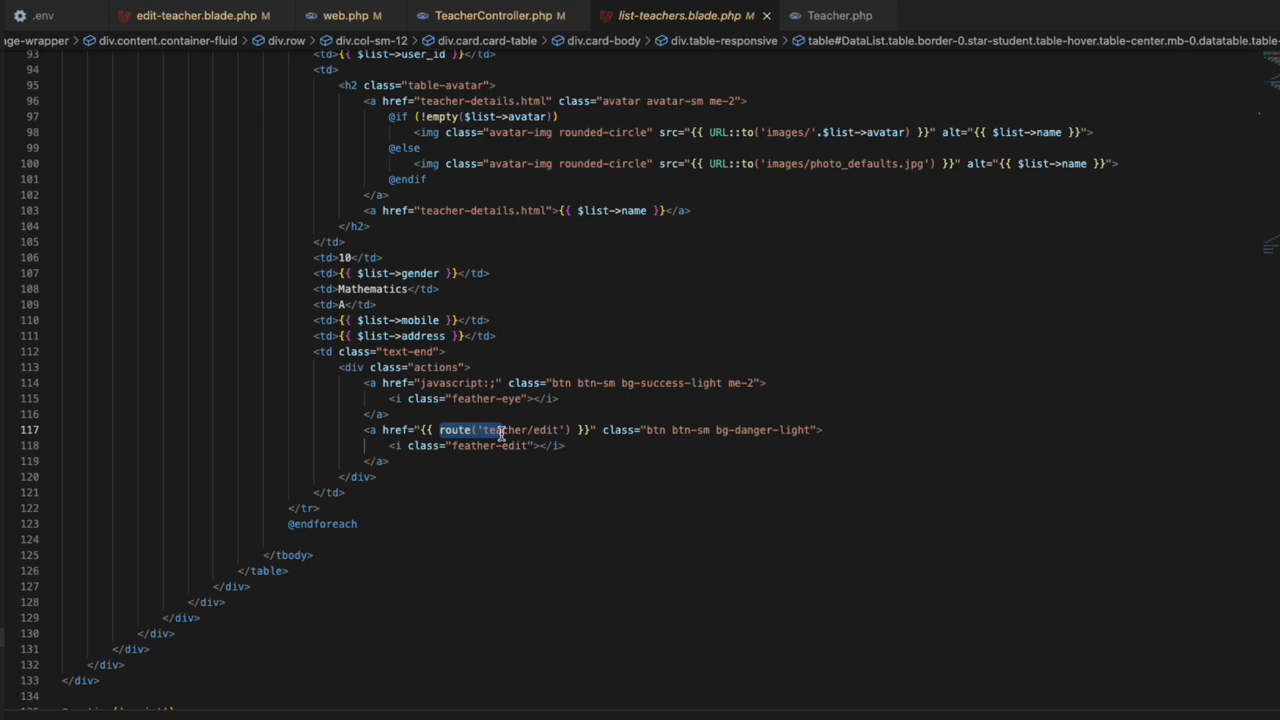 .env edit-teacher.blade.php M web.php M TeacherController.php M list-teachers.blade.php M Teacher.php
ge-wrapper > div.content.container-fluid > div.row > div.col-sm-12 > div.card.card-table > div.card-body > div.table-responsive > table#DataList.table.border-0.star-student.table-hover.table-center.mb-0.datatable.table-
93 <td>{{ $list->user_id }}</td>
94 <td>
95 <h2 class="table-avatar">
96 <a href="teacher-details.html" class="avatar avatar-sm me-2">
97 @if (!empty($list->avatar))
98 <img class="avatar-img rounded-circle" src="{{ URL::to('images/'.$list->avatar) }}" alt="{{ $list->name }}">
99 @else
100 <img class="avatar-img rounded-circle" src="{{ URL::to('images/photo_defaults.jpg') }}" alt="{{ $list->name }}">
101 @endif
102 </a>
103 <a href="teacher-details.html">{{ $list->name }}</a>
104 </h2>
105 </td>
106 <td>10</td>
107 <td>{{ $list->gender }}</td>
108 <td>Mathematics</td>
109 <td>A</td>
110 <td>{{ $list->mobile }}</td>
111 <td>{{ $list->address }}</td>
112 <td class="text-end">
113 <div class="actions">
114 <a href="javascript:;" class="btn btn-sm bg-success-light me-2">
115 <i class="feather-eye"></i>
116 </a>
117 <a href="{{ route('teacher/edit') }}" class="btn btn-sm bg-danger-light">
118 <i class="feather-edit"></i>
119 </a>
120 </div>
121 </td>
122 </tr>
123 @endforeach
124
125 </tbody>
126 </table>
127 </div>
128 </div>
129 </div>
130 </div>
131 </div>
132 </div>
133 </div>
134